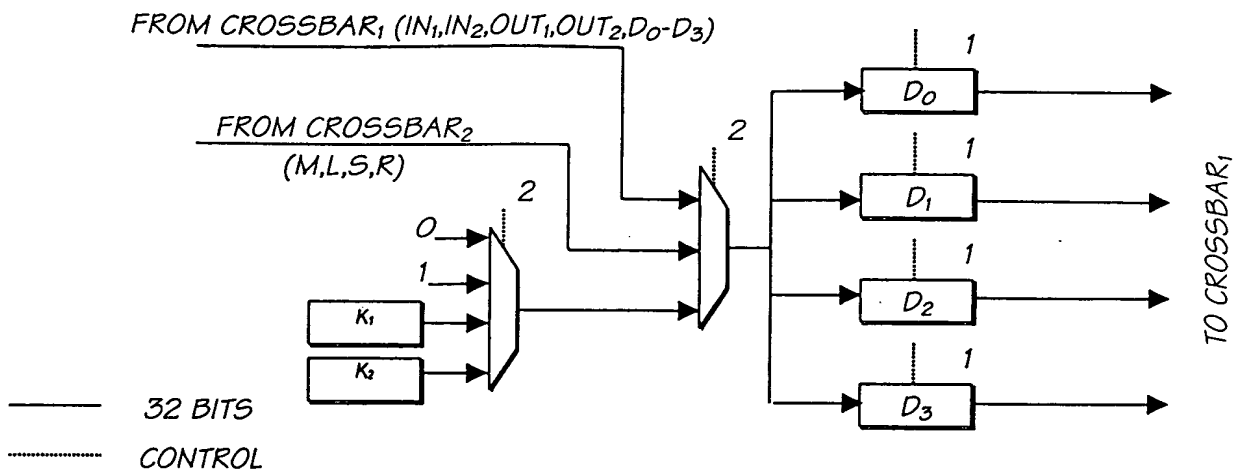 FROM CROSSBAR₁ (IN₁,IN₂,OUT₁,OUT₂,D₀-D₃)
1
D₀
FROM CROSSBAR₂
(M,L,S,R)
2
1
D₁
2
0
1
K₁
K₂
1
D₂
1
D₃
TO CROSSBAR₁
32 BITS
CONTROL